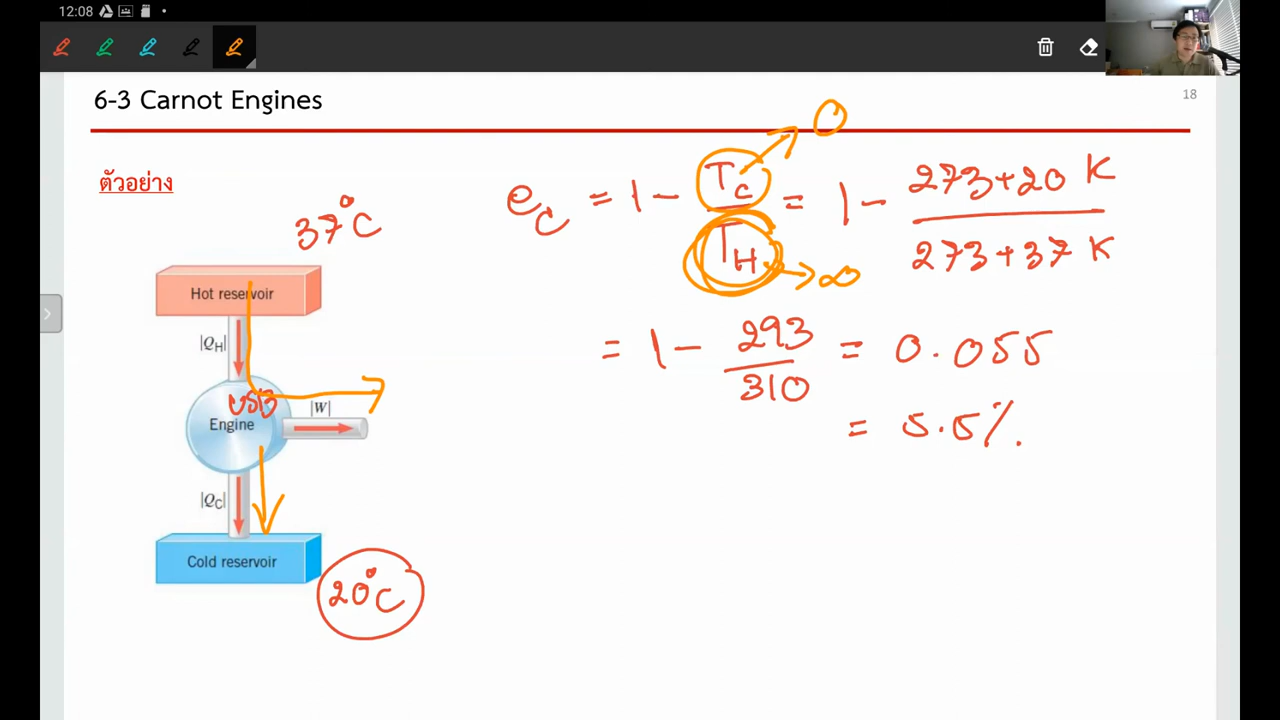 12:08
6-3 Carnot Engines
18
ตัวอย่าง
37°C
Hot reservoir
|QH|
Engine
|W|
|QC|
Cold reservoir
20°C
eC = 1 - TC/TH = 1 - 273+20 K/273+37 K
0
∞
= 1 - 293/310 = 0.055
= 5.5%